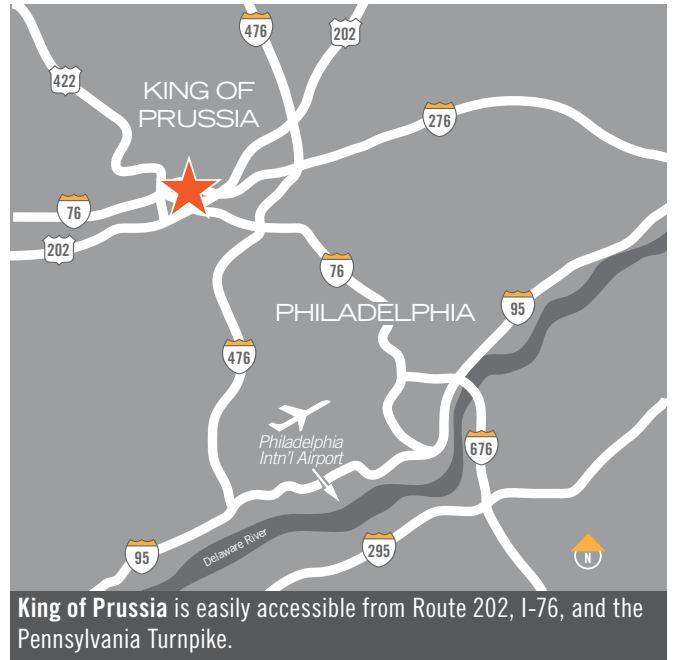 476
202
422
KING OF
PRUSSIA
276
76
202
76
PHILADELPHIA
95
476
Philadelphia
Intn'l Airport
676
95
Delaware River
295
N
King of Prussia is easily accessible from Route 202, I-76, and the
Pennsylvania Turnpike.